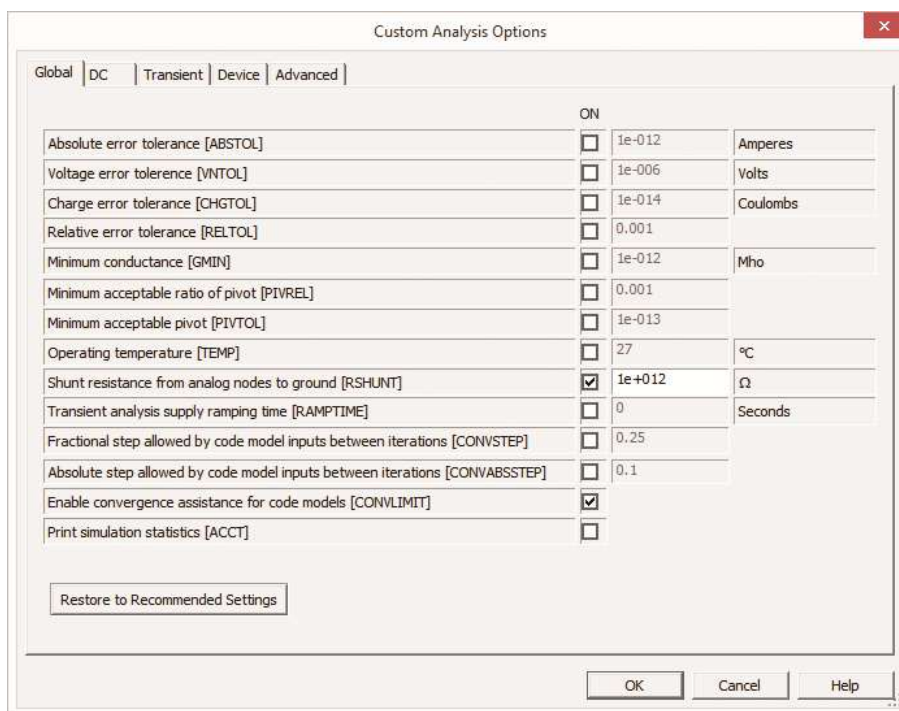 Custom Analysis Options
Global DC Transient Device Advanced
ON
Absolute error tolerance [ABSTOL] 1e-012 Amperes
Voltage error tolerence [VNTOL] 1e-006 Volts
Charge error tolerance [CHGTOL] 1e-014 Coulombs
Relative error tolerance [RELTOL] 0.001
Minimum conductance [GMIN] 1e-012 Mho
Minimum acceptable ratio of pivot [PIVREL] 0.001
Minimum acceptable pivot [PIVTOL] 1e-013
Operating temperature [TEMP] 27 °C
Shunt resistance from analog nodes to ground [RSHUNT] 1e+012 Ω
Transient analysis supply ramping time [RAMPTIME] 0 Seconds
Fractional step allowed by code model inputs between iterations [CONVSTEP] 0.25
Absolute step allowed by code model inputs between iterations [CONVABSSTEP] 0.1
Enable convergence assistance for code models [CONVLIMIT]
Print simulation statistics [ACCT]
Restore to Recommended Settings
OK Cancel Help